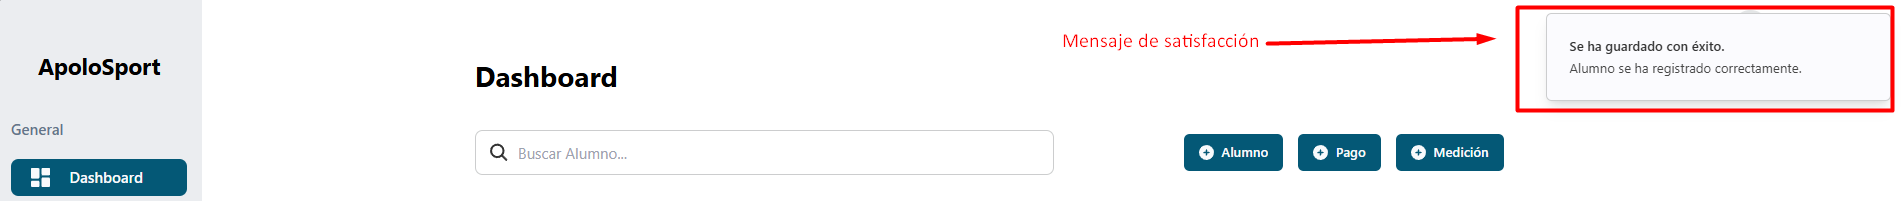 ApoloSport
General
Dashboard
Dashboard
Buscar Alumno...
Alumno
Pago
Medición
Mensaje de satisfacción
Se ha guardado con éxito.
Alumno se ha registrado correctamente.